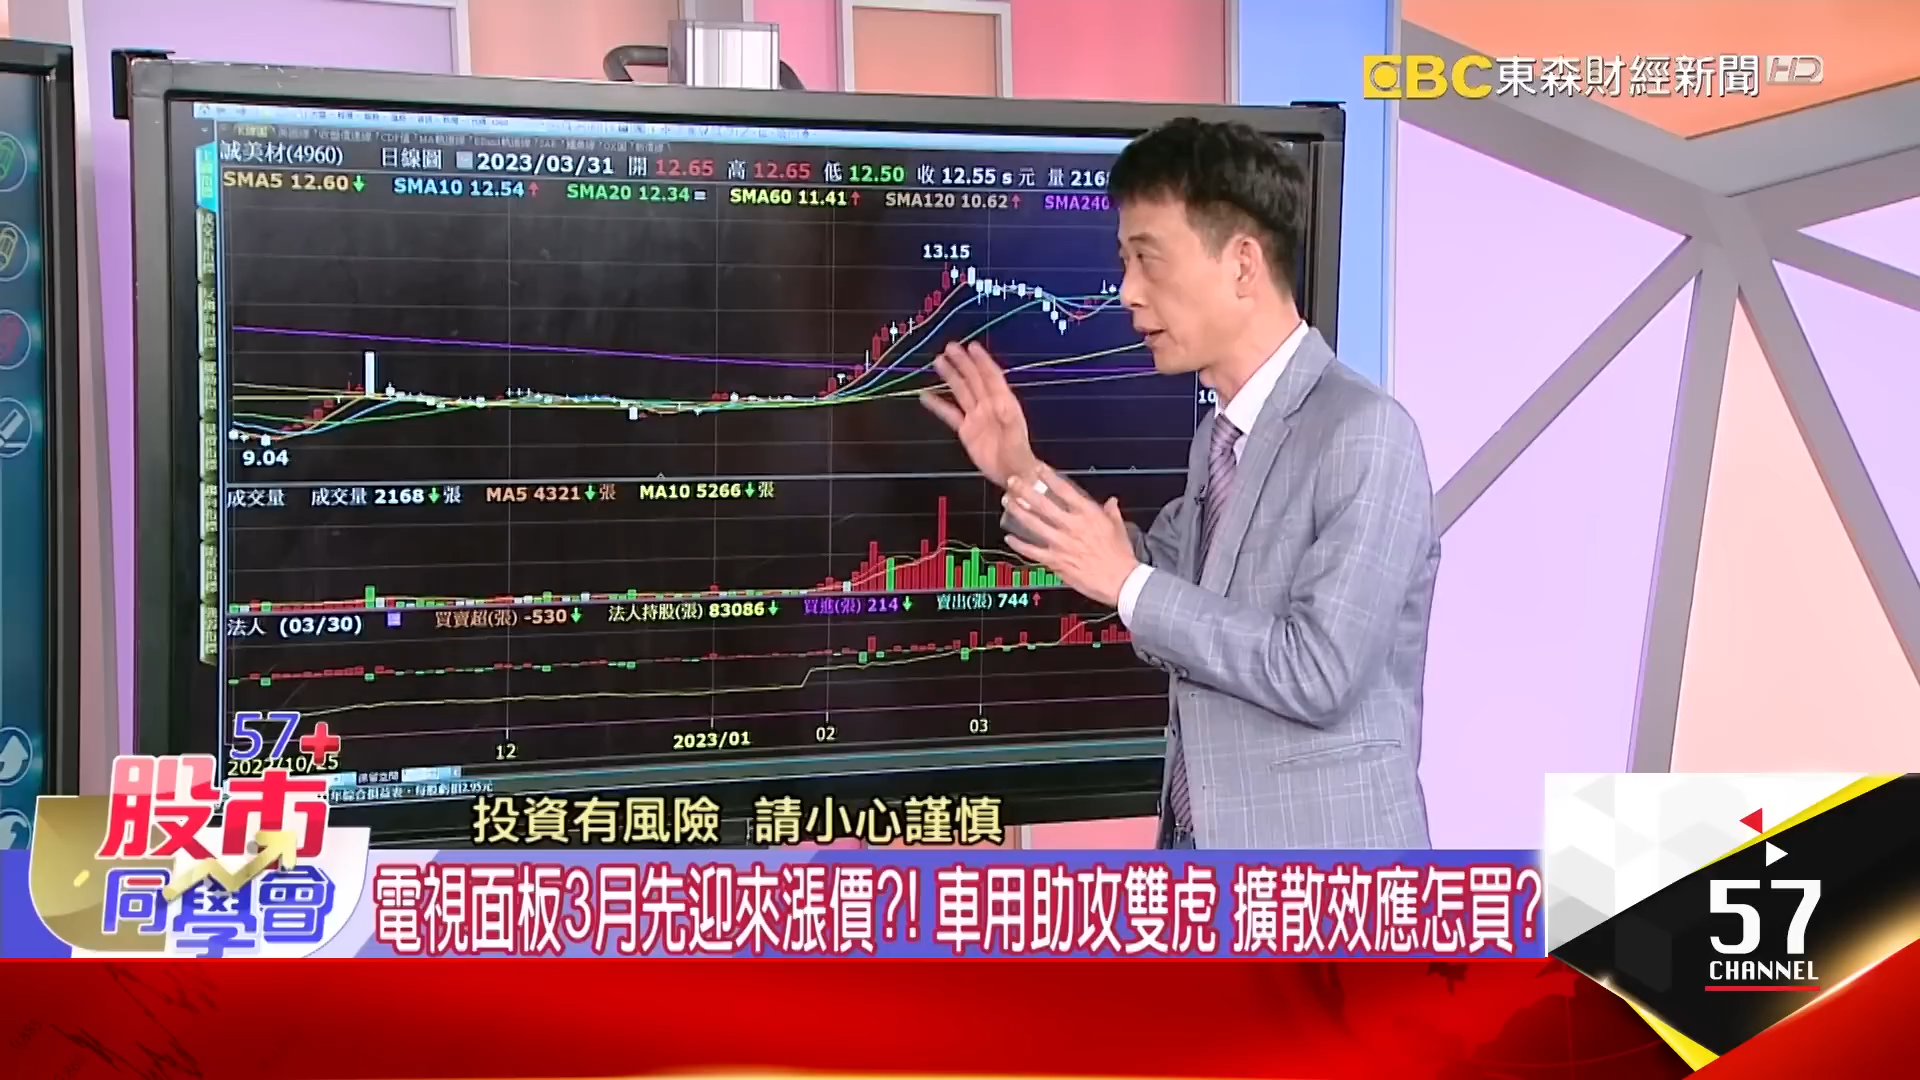 EBC 東森財經新聞 HD
誠美材(4960) 日線圖 2023/03/31 開 12.65 高 12.65 低 12.50 收 12.55 s 元 量 216
SMA5 12.60↓ SMA10 12.54↑ SMA20 12.34= SMA60 11.41↑ SMA120 10.62↑ SMA240
13.15
10
9.04
成交量 成交量 2168↓張 MA5 4321↓張 MA10 5266↓張
法人 (03/30) 買賣超(張) -530↓ 法人持股(張) 83086↓ 買進(張) 214↓ 賣出(張) 744↑
2022/10/25 12 2023/01 02 03
57+
股市
同學會
投資有風險 請小心謹慎
電視面板3月先迎來漲價?! 車用助攻雙虎 擴散效應怎買?
57
CHANNEL